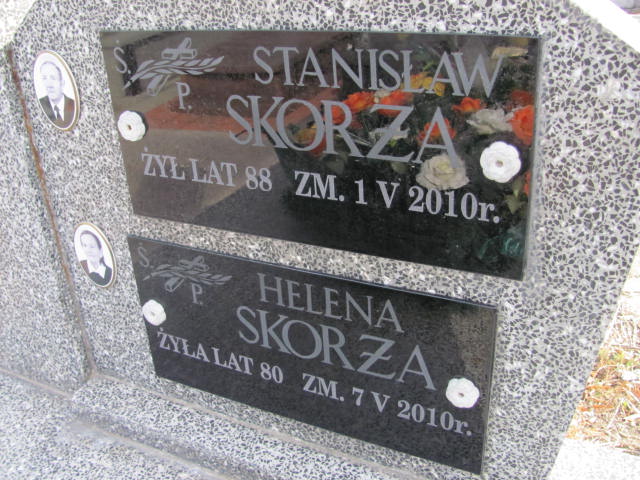 Ś. P.
STANISŁAW
SKORŻA
ŻYŁ LAT 88 ZM. 1 V 2010r.
Ś. P.
HELENA
SKORŻA
ŻYŁA LAT 80 ZM. 7 V 2010r.